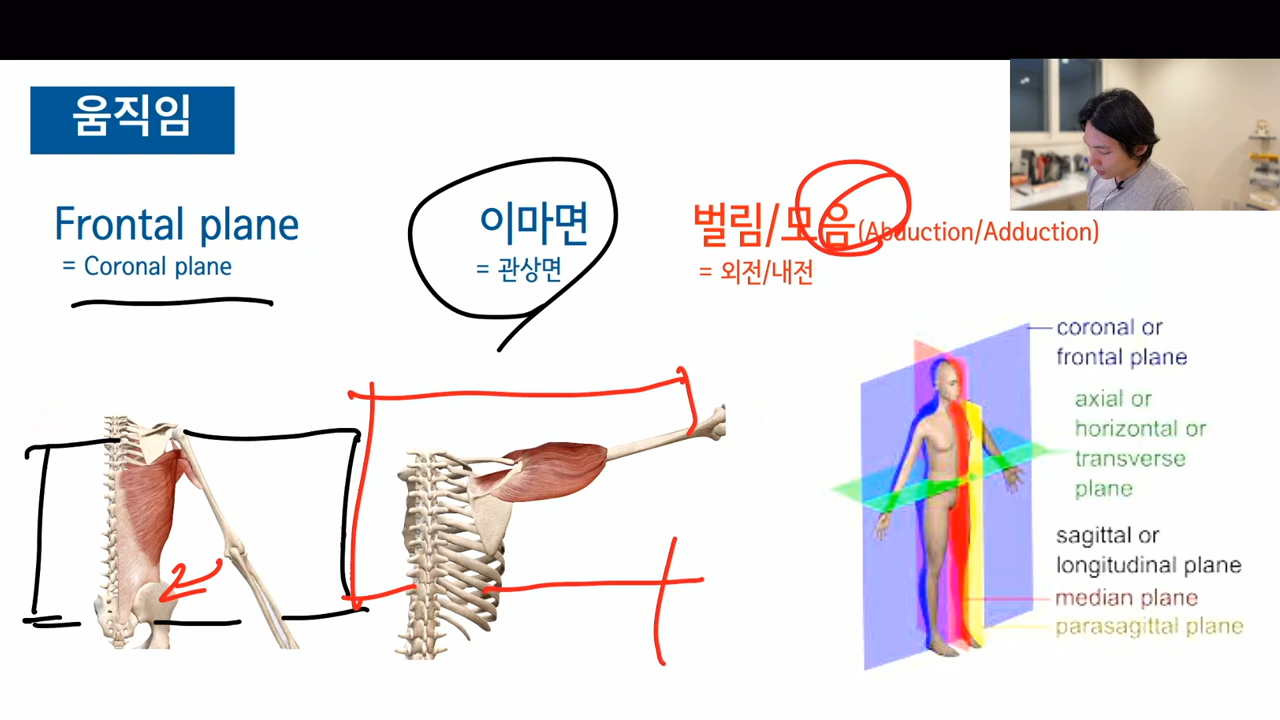 움직임
Frontal plane
= Coronal plane
이마면
= 관상면
벌림/모음(Abduction/Adduction)
= 외전/내전
coronal or
frontal plane
axial or
horizontal or
transverse
plane
sagittal or
longitudinal plane
median plane
parasagittal plane